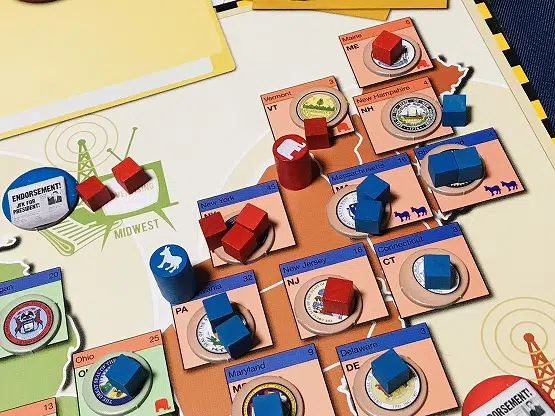 Maine 5
ME
Vermont 3
VT
New Hampshire 4
NH
ENDORSEMENT!
JFK FOR
PRESIDENT!
MIDWEST
New York 45
Massachusetts 16
MA
Connecticut 8
CT
New Jersey 16
NJ
32
PA
20
Ohio 25
Maryland 9
Delaware 3
DE
13
ENDORSEMENT!